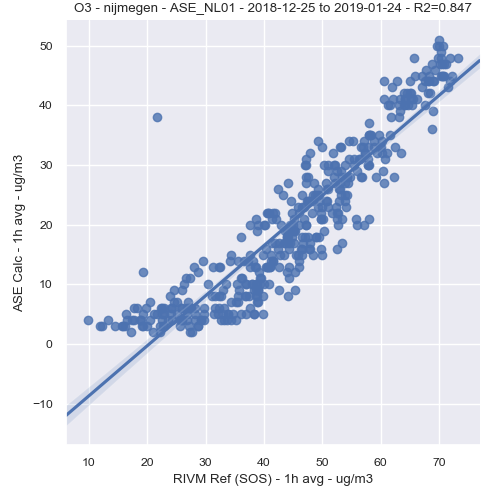 O3 - nijmegen - ASE_NL01 - 2018-12-25 to 2019-01-24 - R2=0.847
50
40
30
20
10
0
−10
ASE Calc - 1h avg - ug/m3
10 20 30 40 50 60 70
RIVM Ref (SOS) - 1h avg - ug/m3